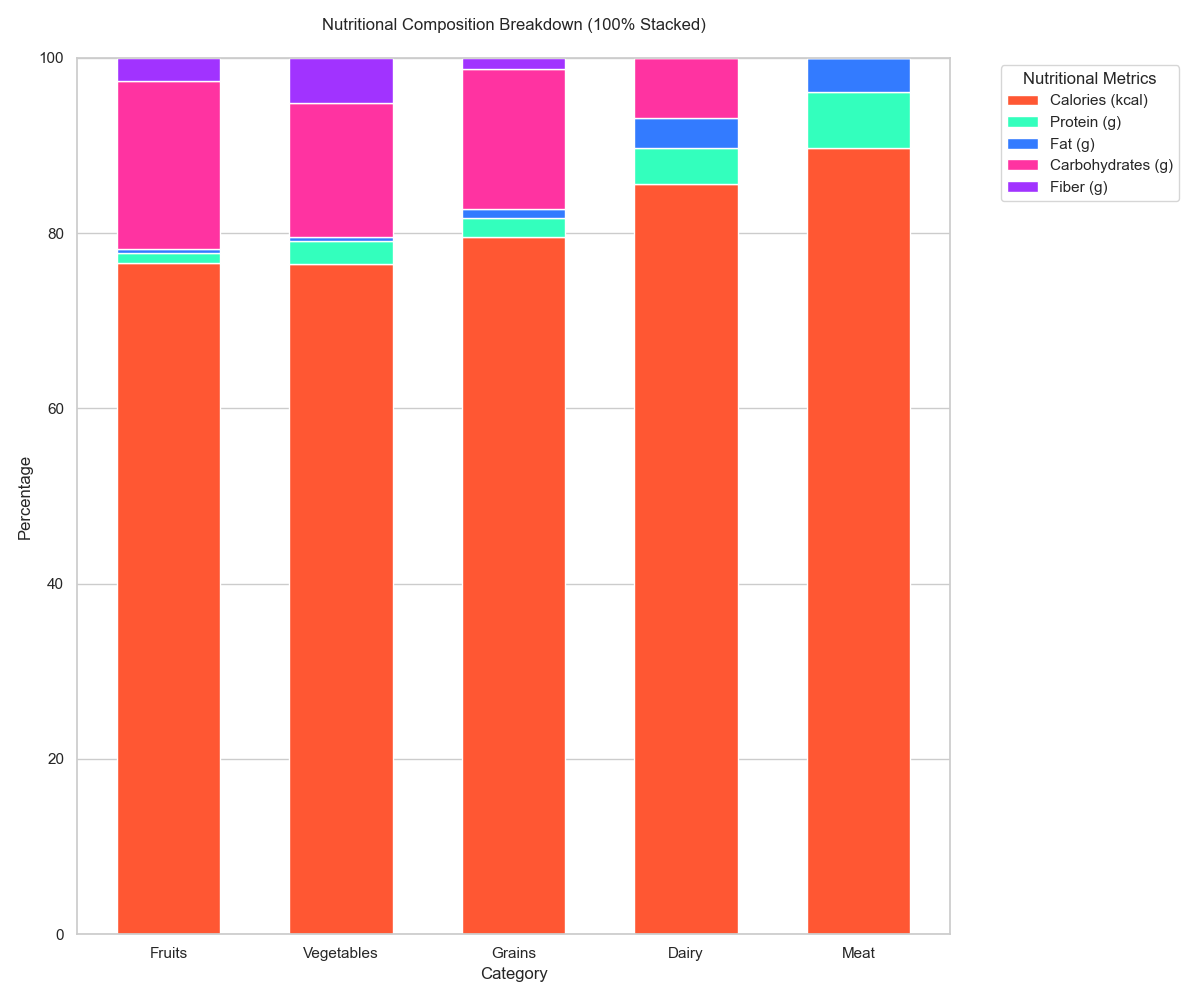 Nutritional Composition Breakdown (100% Stacked)
100
80
60
40
20
0
Percentage
Fruits
Vegetables
Grains
Dairy
Meat
Category
Nutritional Metrics
Calories (kcal)
Protein (g)
Fat (g)
Carbohydrates (g)
Fiber (g)